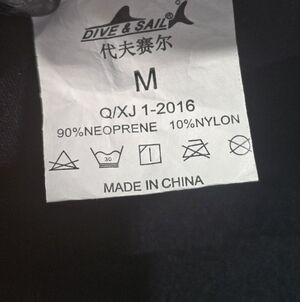 DIVE & SAIL®
代夫赛尔
M
Q/XJ 1-2016
90%NEOPRENE 10%NYLON
30
MADE IN CHINA